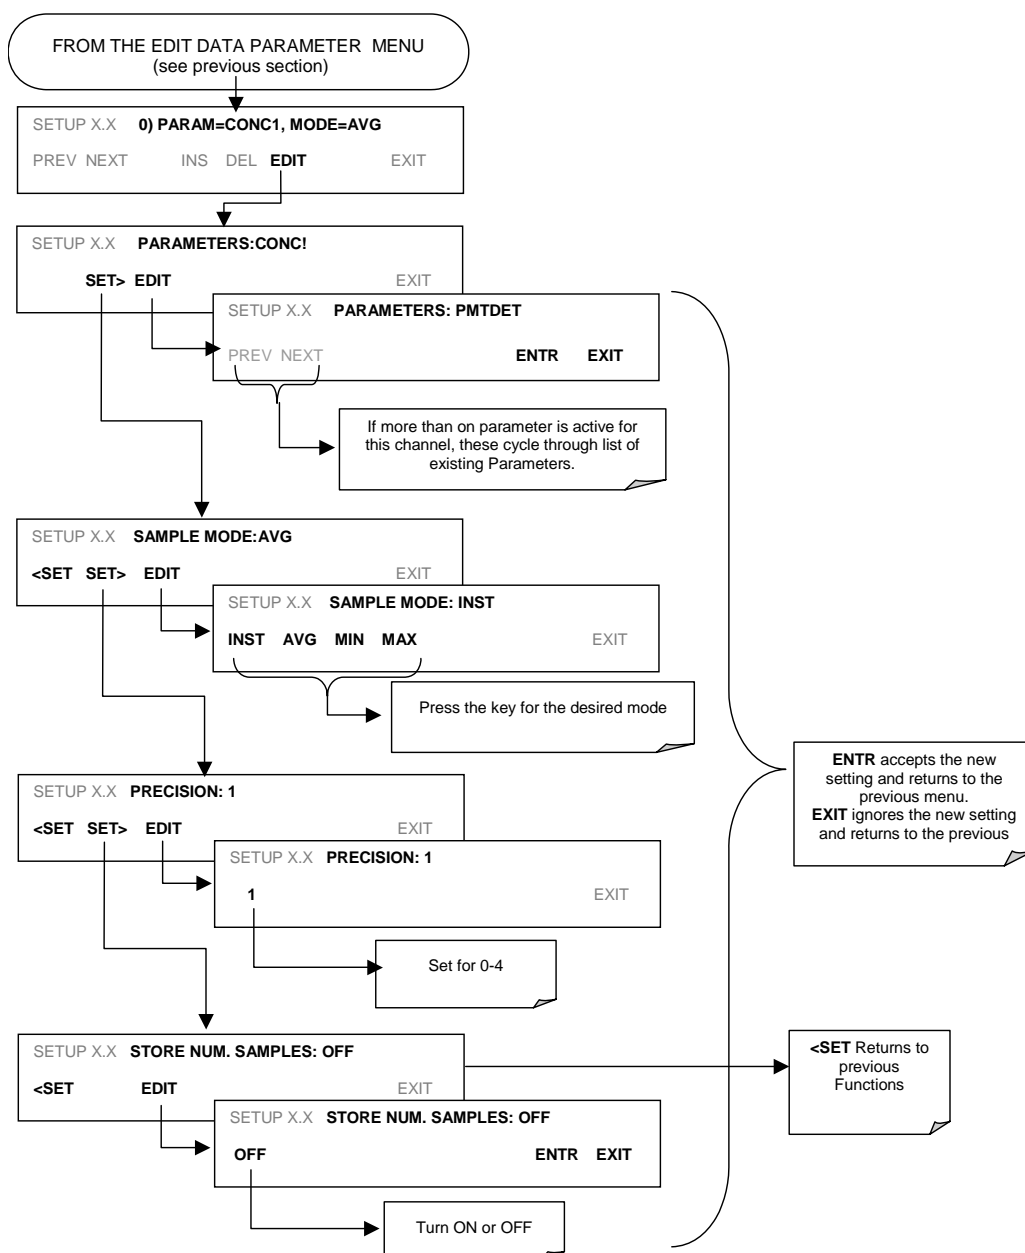 FROM THE EDIT DATA PARAMETER MENU
(see previous section)
SETUP X.X 0) PARAM=CONC1, MODE=AVG
PREV NEXT INS DEL EDIT EXIT
SETUP X.X PARAMETERS:CONC!
SET> EDIT EXIT
SETUP X.X PARAMETERS: PMTDET
PREV NEXT ENTR EXIT
If more than on parameter is active for
this channel, these cycle through list of
existing Parameters.
SETUP X.X SAMPLE MODE:AVG
<SET SET> EDIT EXIT
SETUP X.X SAMPLE MODE: INST
INST AVG MIN MAX EXIT
Press the key for the desired mode
ENTR accepts the new
setting and returns to the
previous menu.
EXIT ignores the new setting
and returns to the previous
SETUP X.X PRECISION: 1
<SET SET> EDIT EXIT
SETUP X.X PRECISION: 1
1 EXIT
Set for 0-4
SETUP X.X STORE NUM. SAMPLES: OFF
<SET EDIT EXIT
<SET Returns to
previous
Functions
SETUP X.X STORE NUM. SAMPLES: OFF
OFF ENTR EXIT
Turn ON or OFF